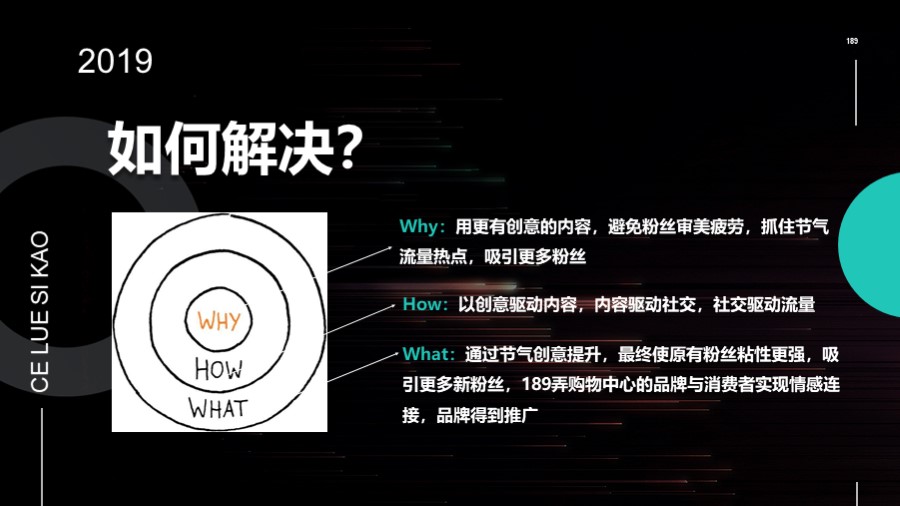 2019
189
如何解决？
CE LUE SI KAO
WHY
HOW
WHAT
Why：用更有创意的内容，避免粉丝审美疲劳，抓住节气
流量热点，吸引更多粉丝
How：以创意驱动内容，内容驱动社交，社交驱动流量
What：通过节气创意提升，最终使原有粉丝粘性更强，吸
引更多新粉丝，189弄购物中心的品牌与消费者实现情感连
接，品牌得到推广